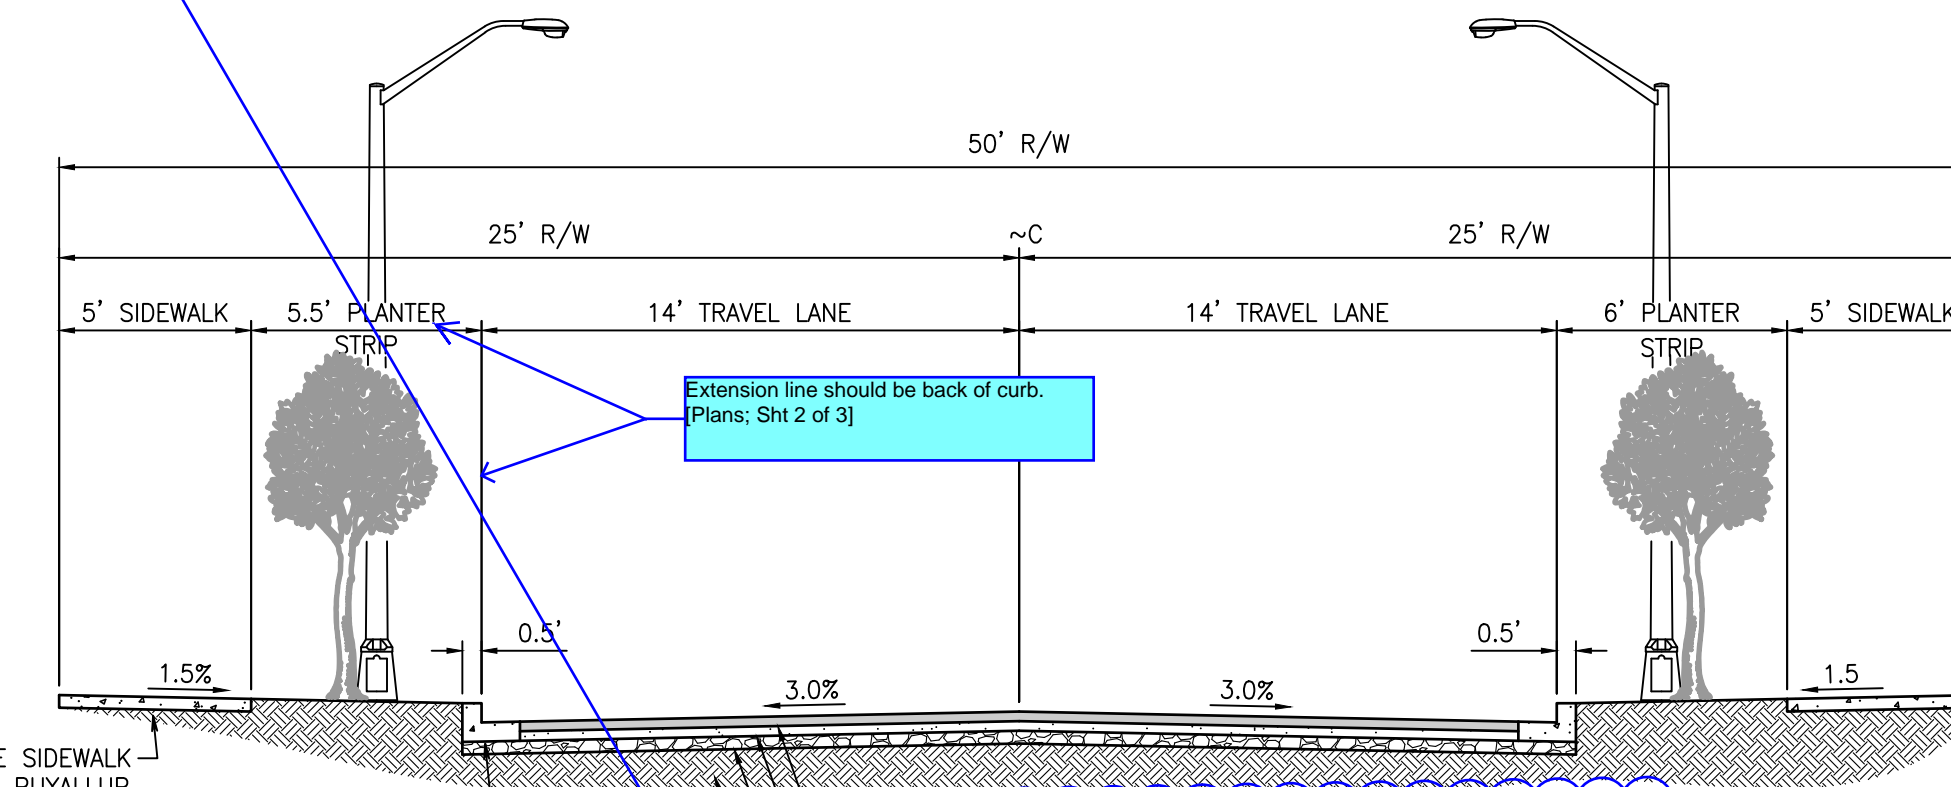 50' R/W
25' R/W
~C
25' R/W
5' SIDEWALK
5.5' PLANTER
STRIP
14' TRAVEL LANE
14' TRAVEL LANE
6' PLANTER
STRIP
5' SIDEWALK
Extension line should be back of curb.
[Plans; Sht 2 of 3]
0.5'
0.5'
1.5%
3.0%
3.0%
1.5
E SIDEWALK
PUYALLUP